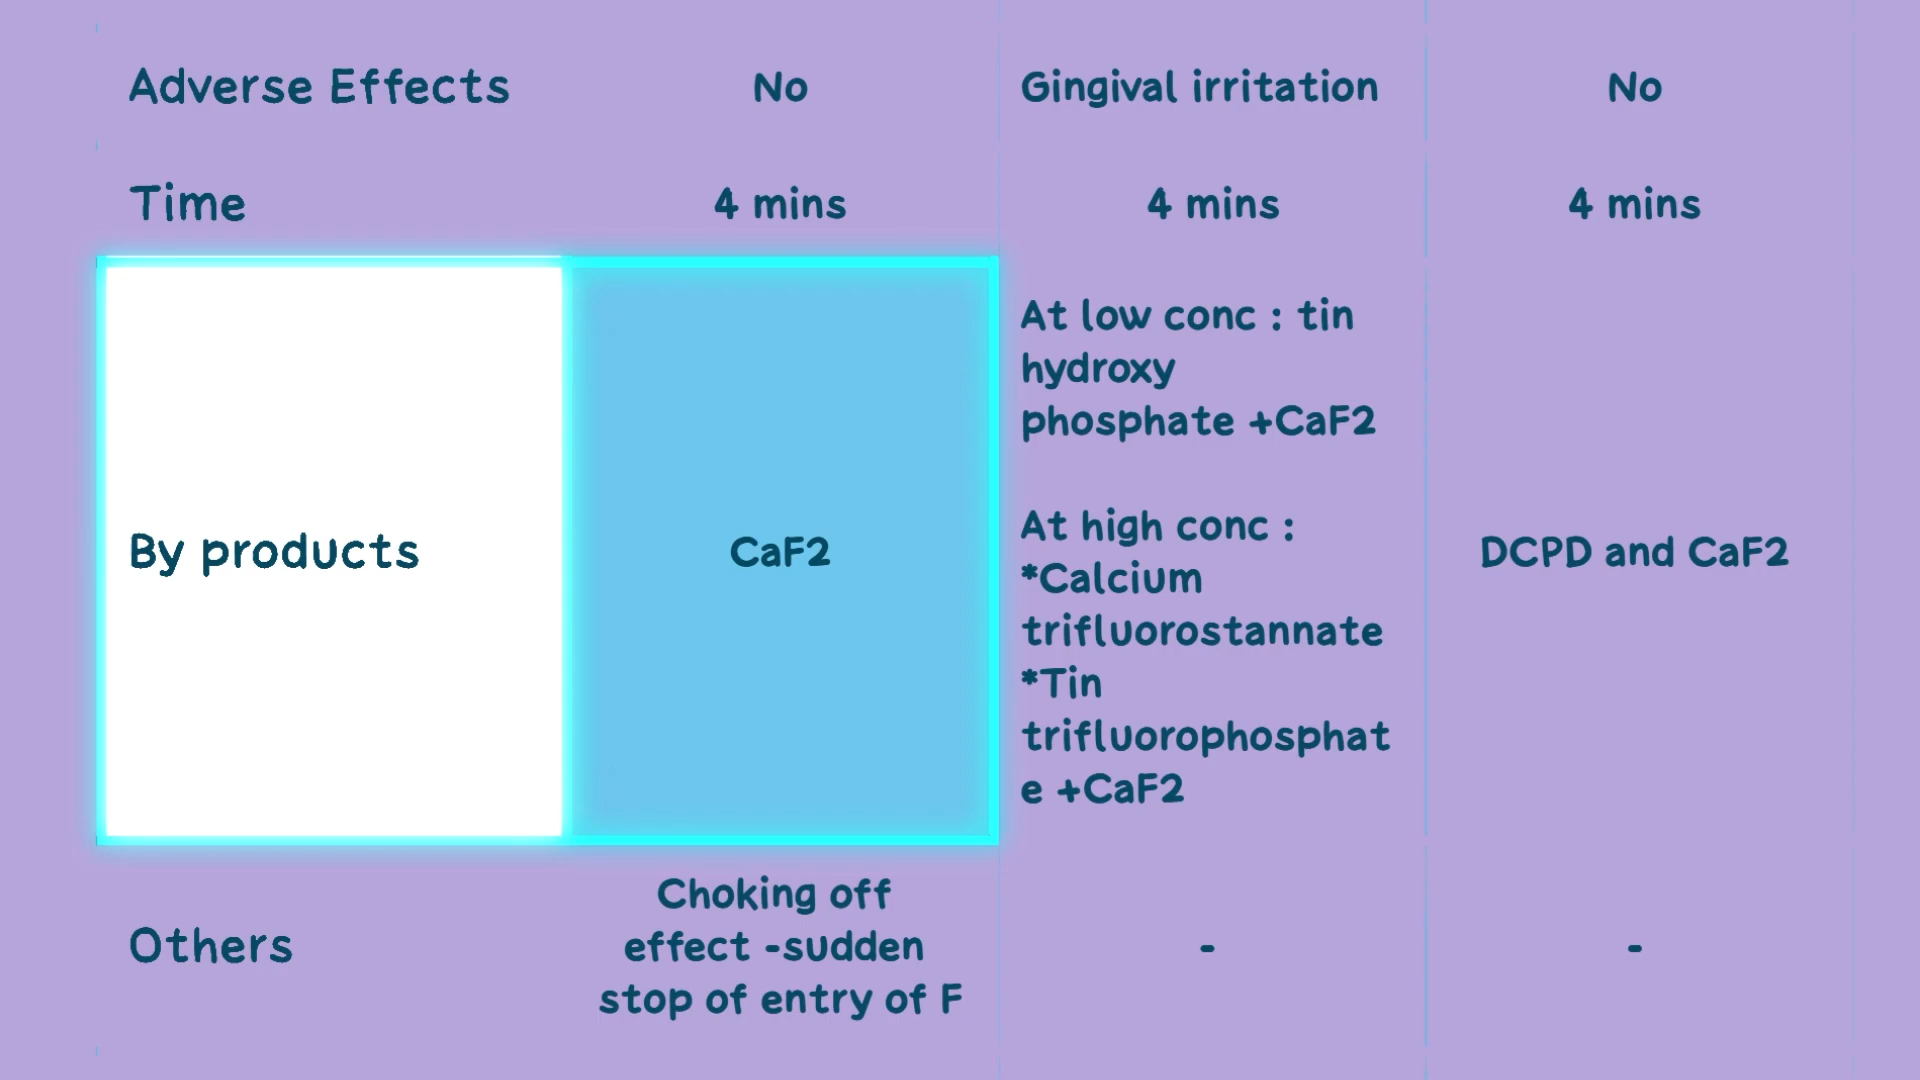 Adverse Effects No Gingival irritation No
Time 4 mins 4 mins 4 mins
By products
CaF2
At low conc : tin
hydroxy
phosphate +CaF2
At high conc :
*Calcium
trifluorostannate
*Tin
trifluorophosphat
e +CaF2
DCPD and CaF2
Others
Choking off
effect -sudden
stop of entry of F
-
-